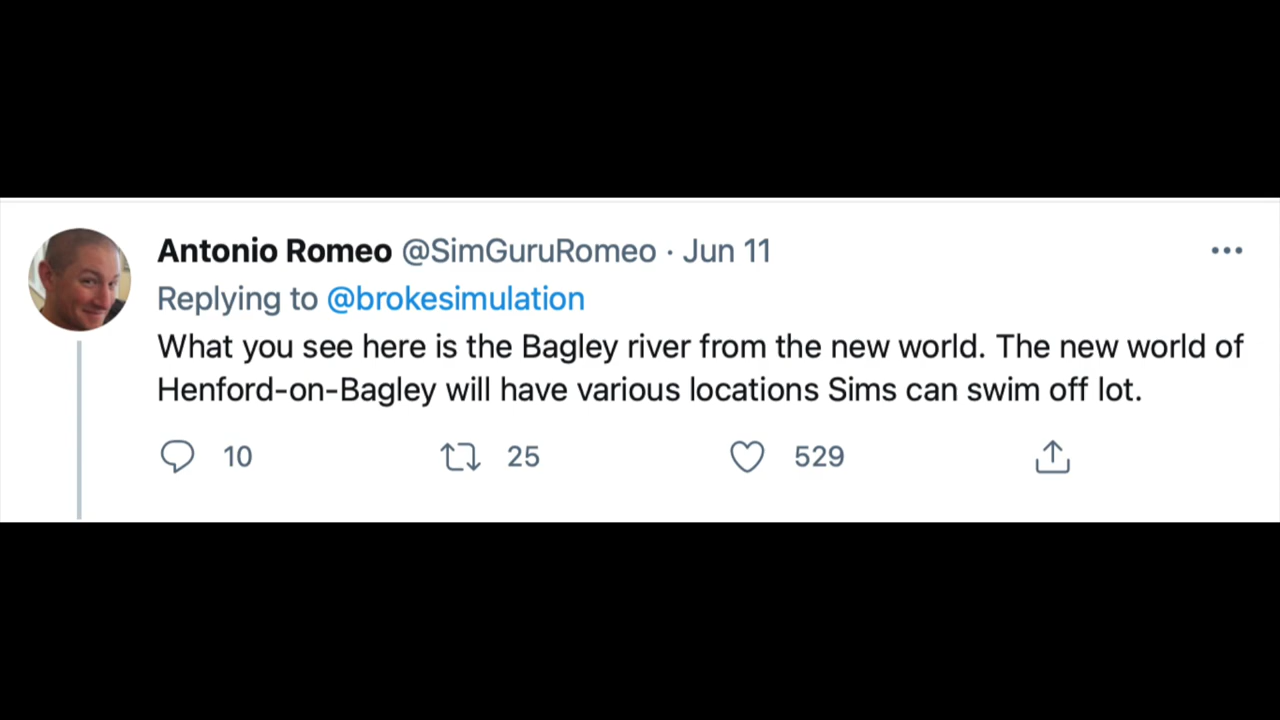 Antonio Romeo @SimGuruRomeo · Jun 11
Replying to @brokesimulation
What you see here is the Bagley river from the new world. The new world of
Henford-on-Bagley will have various locations Sims can swim off lot.
10 25 529